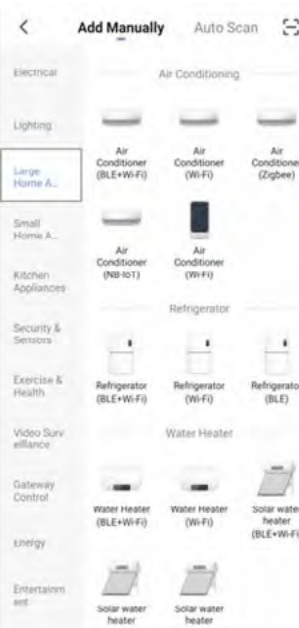 Add Manually
Auto Scan
Electrical
Lighting
Large
Home A...
Small
Home A...
Kitchen
Appliances
Security &
Sensors
Exercise &
Health
Video Surv
eillance
Gateway
Control
Energy
Entertainm
ent
Air Conditioning
Air
Conditioner
(BLE+Wi-Fi)
Air
Conditioner
(Wi-Fi)
Air
Conditioner
(Zigbee)
Air
Conditioner
(NB-IoT)
Air
Conditioner
(Wi-Fi)
Refrigerator
Refrigerator
(BLE+Wi-Fi)
Refrigerator
(Wi-Fi)
Refrigerato
(BLE)
Water Heater
Water Heater
(BLE+Wi-Fi)
Water Heater
(Wi-Fi)
Solar water
heater
(BLE+Wi-Fi
Solar water
heater
Solar water
heater